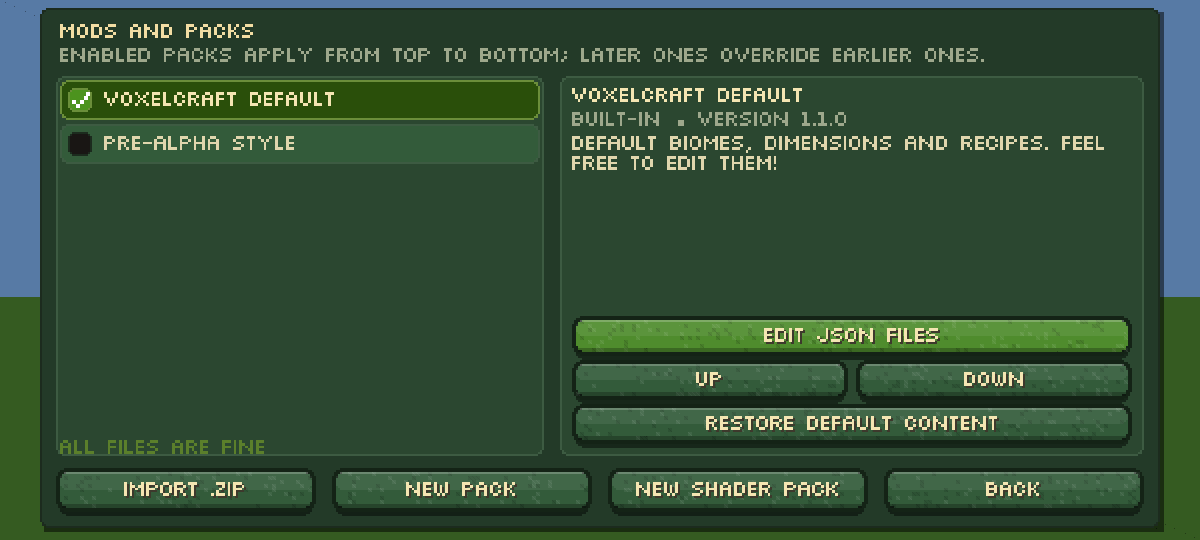 MODS AND PACKS
ENABLED PACKS APPLY FROM TOP TO BOTTOM; LATER ONES OVERRIDE EARLIER ONES.
VOXELCRAFT DEFAULT
PRE-ALPHA STYLE
ALL FILES ARE FINE
VOXELCRAFT DEFAULT
BUILT-IN . VERSION 1.1.0
DEFAULT BIOMES, DIMENSIONS AND RECIPES. FEEL
FREE TO EDIT THEM!
EDIT JSON FILES
UP
DOWN
RESTORE DEFAULT CONTENT
IMPORT .ZIP
NEW PACK
NEW SHADER PACK
BACK